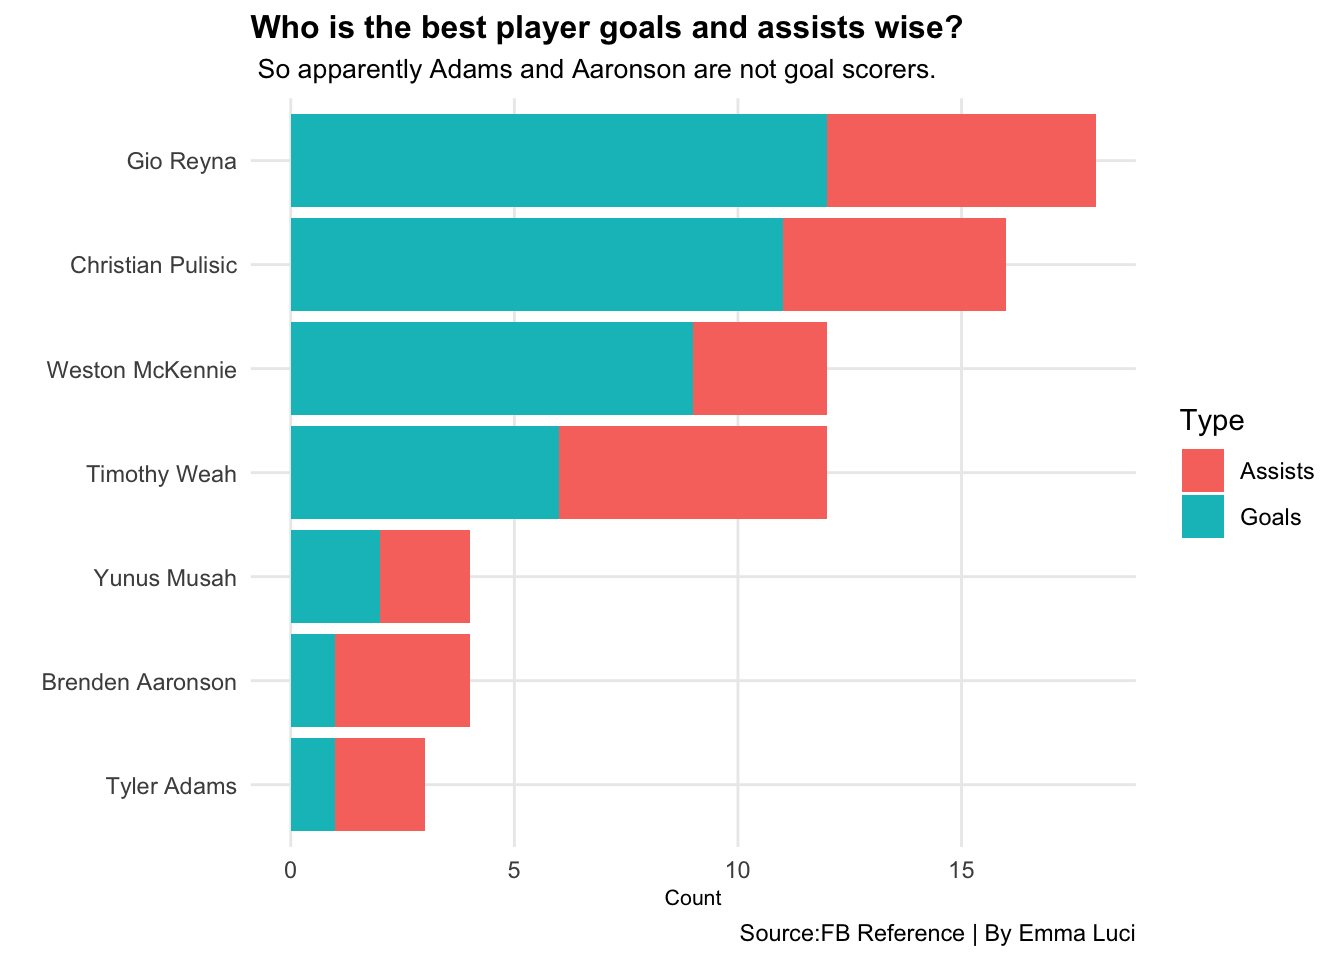 Who is the best player goals and assists wise?
So apparently Adams and Aaronson are not goal scorers.
Gio Reyna
Christian Pulisic
Weston McKennie
Timothy Weah
Yunus Musah
Brenden Aaronson
Tyler Adams
0 5 10 15
Count
Type
Assists
Goals
Source:FB Reference | By Emma Luci